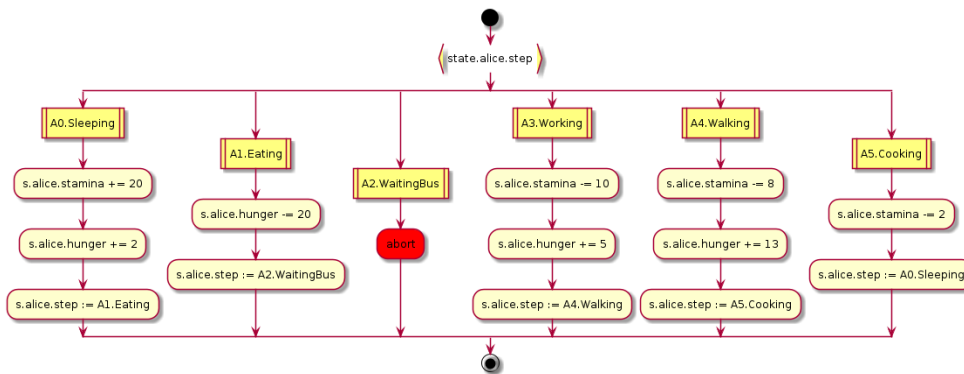 state.alice.step
A0.Sleeping
s.alice.stamina += 20
s.alice.hunger += 2
s.alice.step := A1.Eating
A1.Eating
s.alice.hunger -= 20
s.alice.step := A2.WaitingBus
A2.WaitingBus
abort
A3.Working
s.alice.stamina -= 10
s.alice.hunger += 5
s.alice.step := A4.Walking
A4.Walking
s.alice.stamina -= 8
s.alice.hunger += 13
s.alice.step := A5.Cooking
A5.Cooking
s.alice.stamina -= 2
s.alice.step := A0.Sleeping